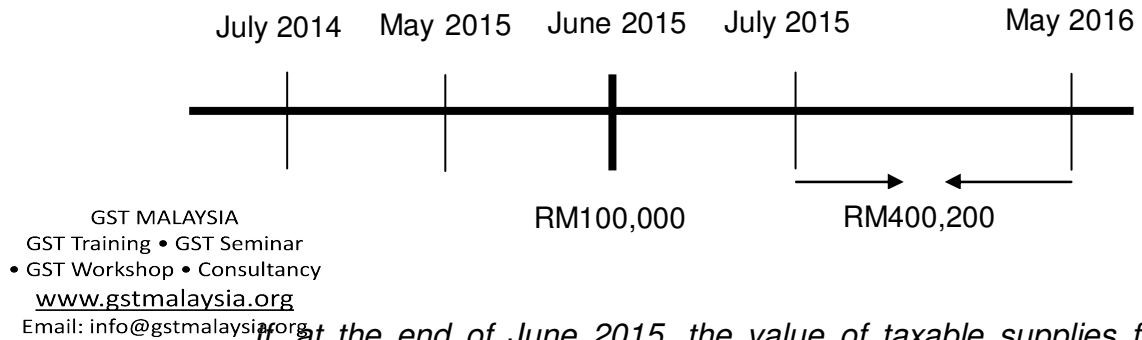 July 2014 May 2015 June 2015 July 2015 May 2016
RM100,000 RM400,200
GST MALAYSIA
GST Training • GST Seminar
• GST Workshop • Consultancy
www.gstmalaysia.org
Email: info@gstmalaysia.org
at the end of June 2015, the value of taxable supplies